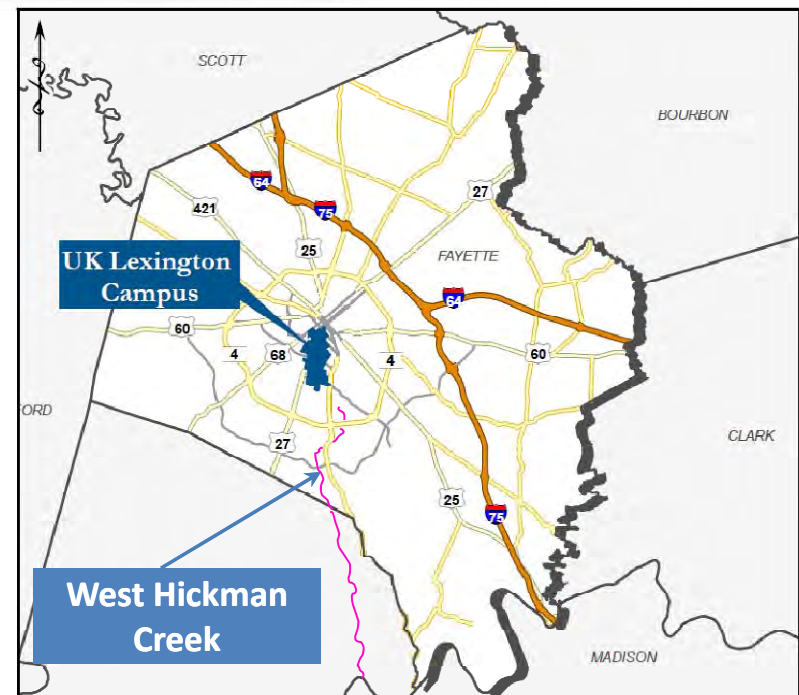 SCOTT
BOURBON
64
27
421
75
25
FAYETTE
UK Lexington
Campus
64
60
4
68
4
60
ORD
27
CLARK
25
75
West Hickman
Creek
MADISON